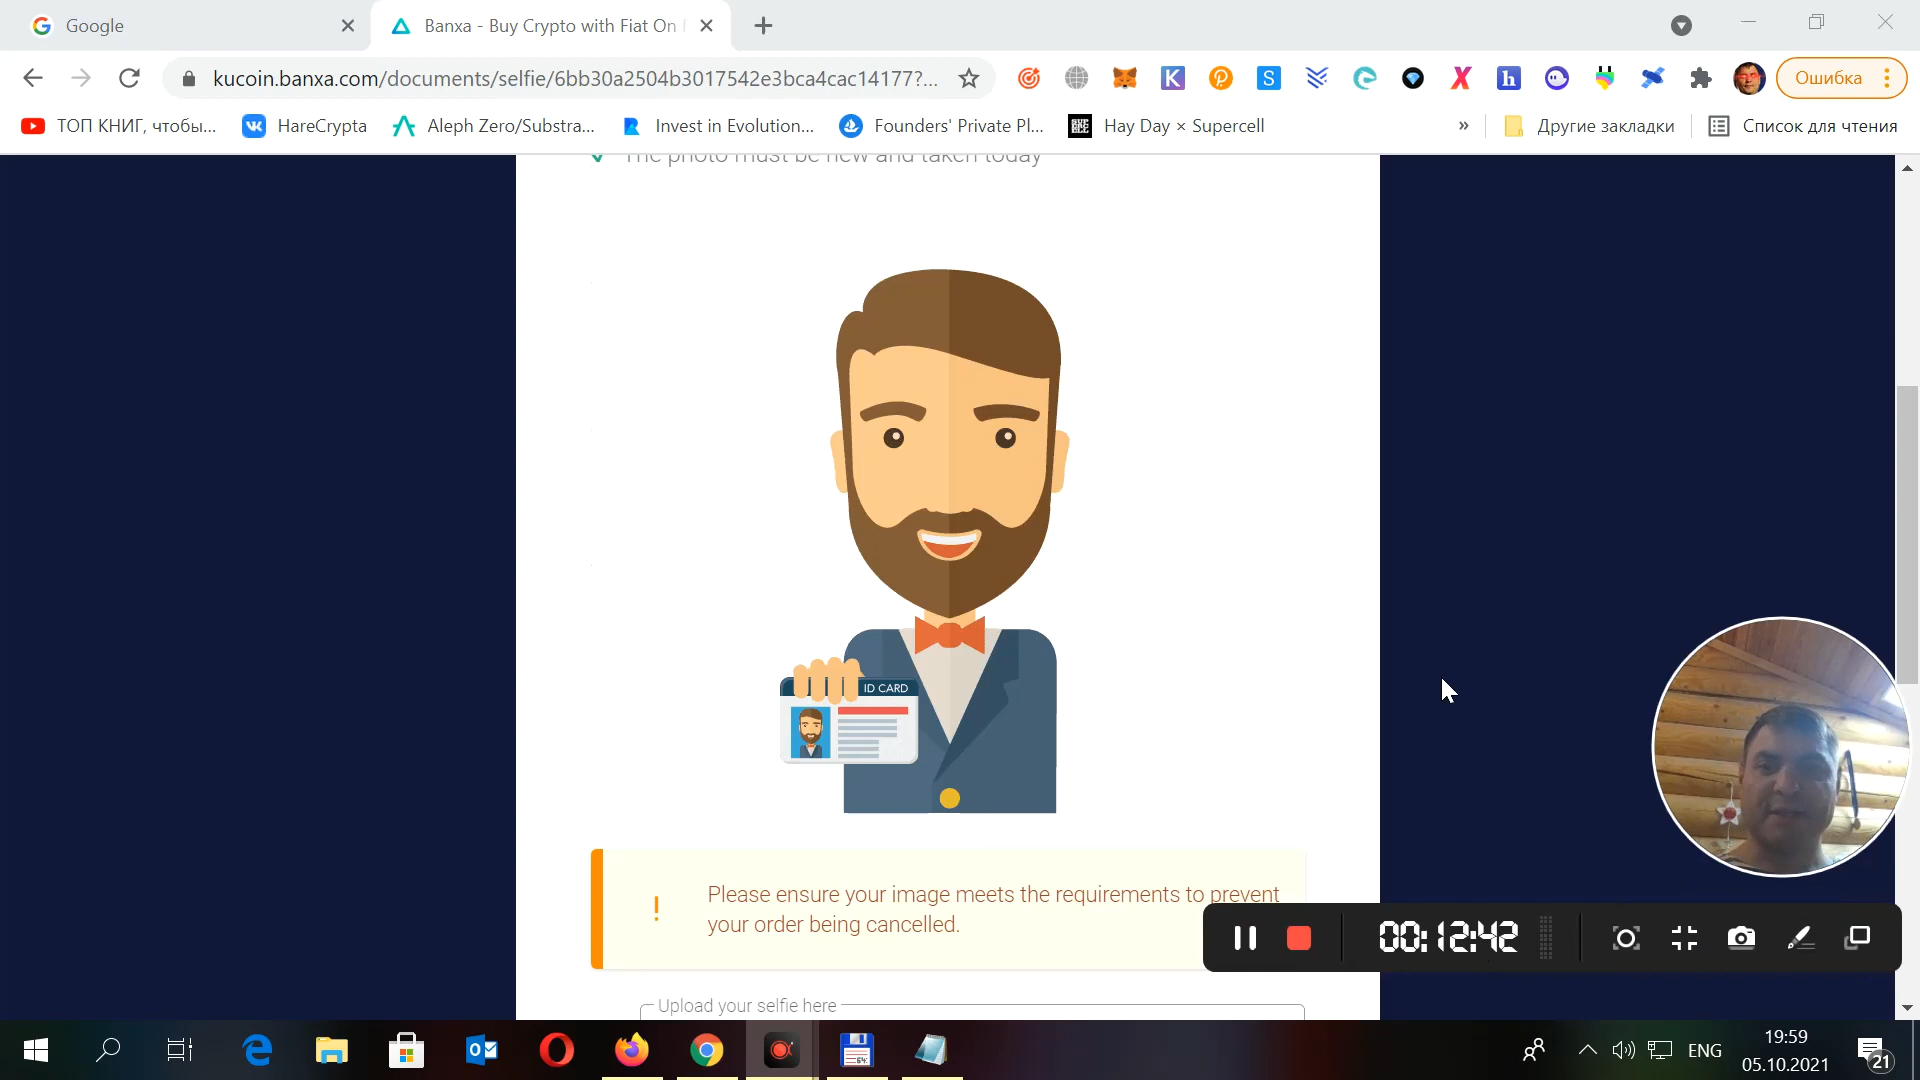 Google
Banxa - Buy Crypto with Fiat On
kucoin.banxa.com/documents/selfie/6bb30a2504b3017542e3bca4cac14177?...
Ошибка
ТОП КНИГ, чтобы...
HareCrypta
Aleph Zero/Substra...
Invest in Evolution...
Founders' Private Pl...
Hay Day × Supercell
»
Другие закладки
Список для чтения
The photo must be new and taken today
ID CARD
Please ensure your image meets the requirements to prevent
your order being cancelled.
00:12:42
Upload your selfie here
ENG
19:59
05.10.2021
21